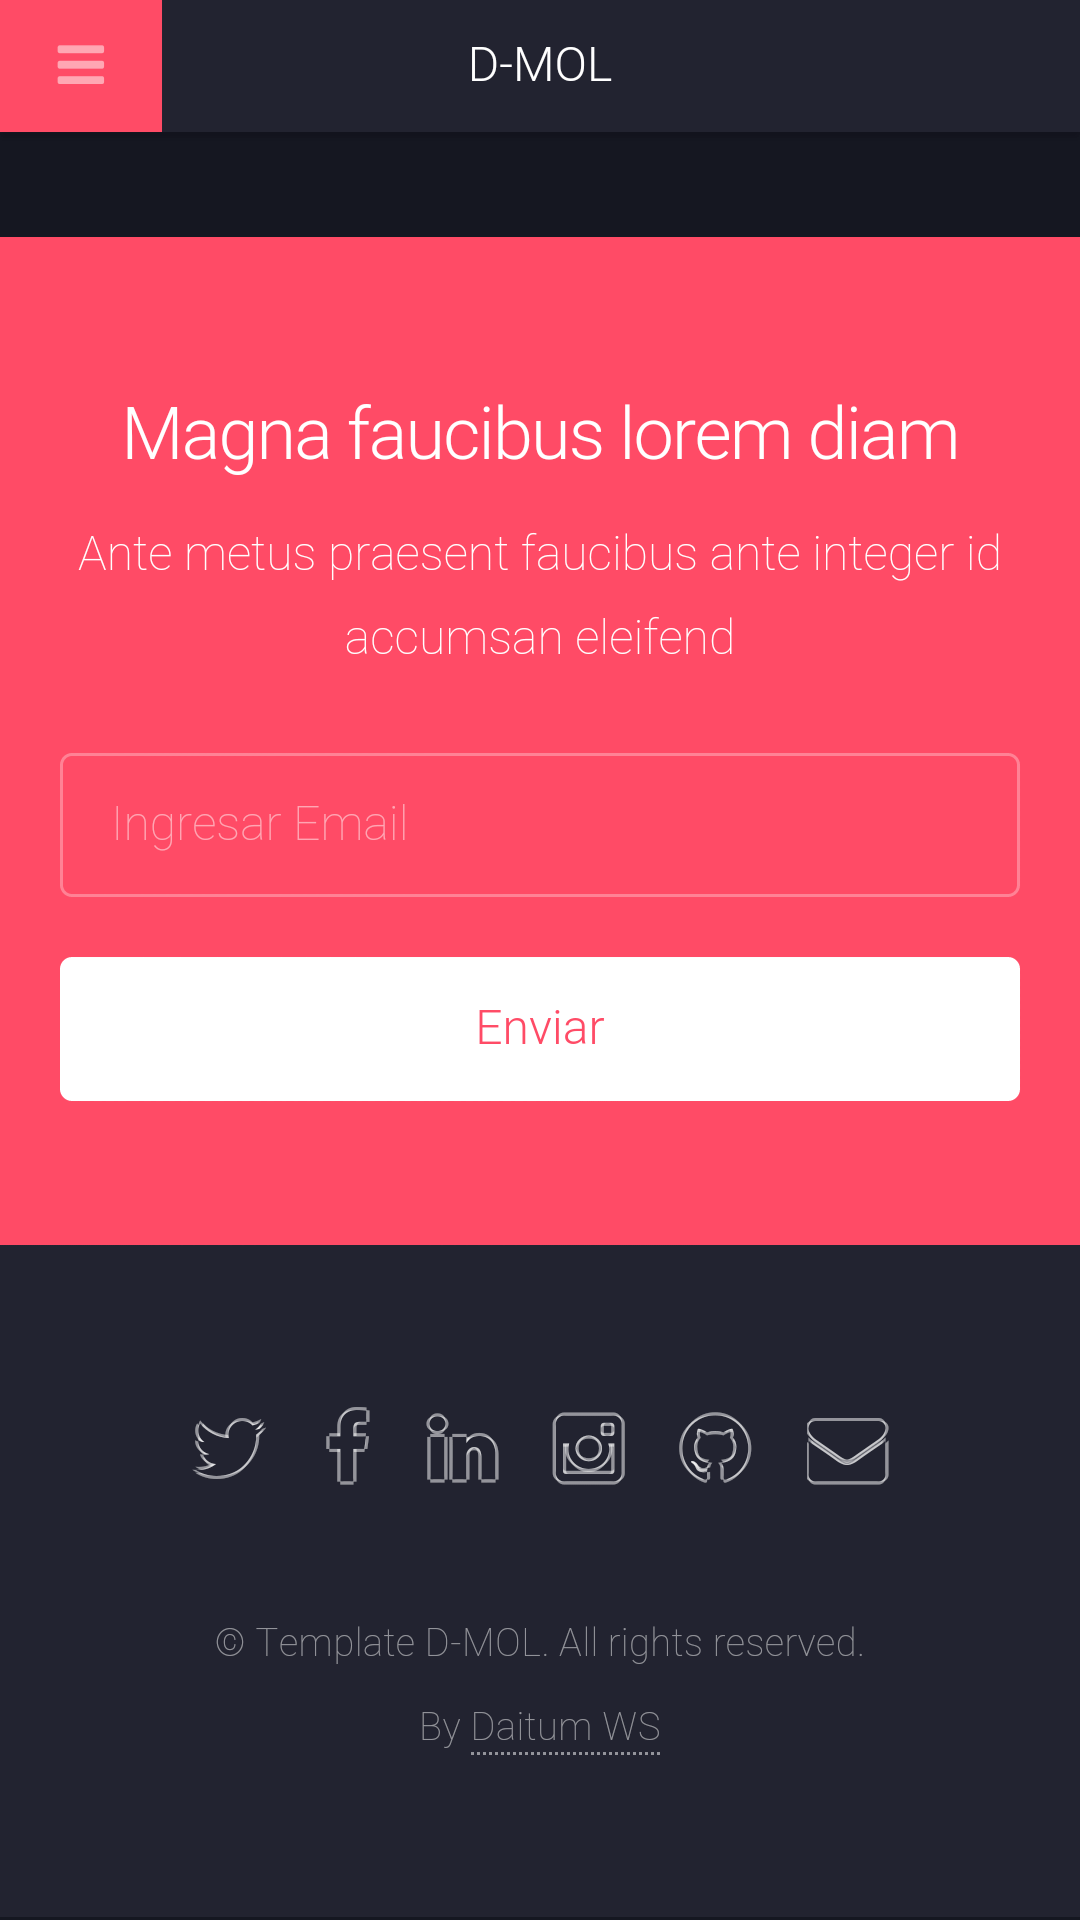 D-MOL
Magna faucibus lorem diam
Ante metus praesent faucibus ante integer id
accumsan eleifend
Ingresar Email
Enviar
© Template D-MOL. All rights reserved.
By Daitum WS